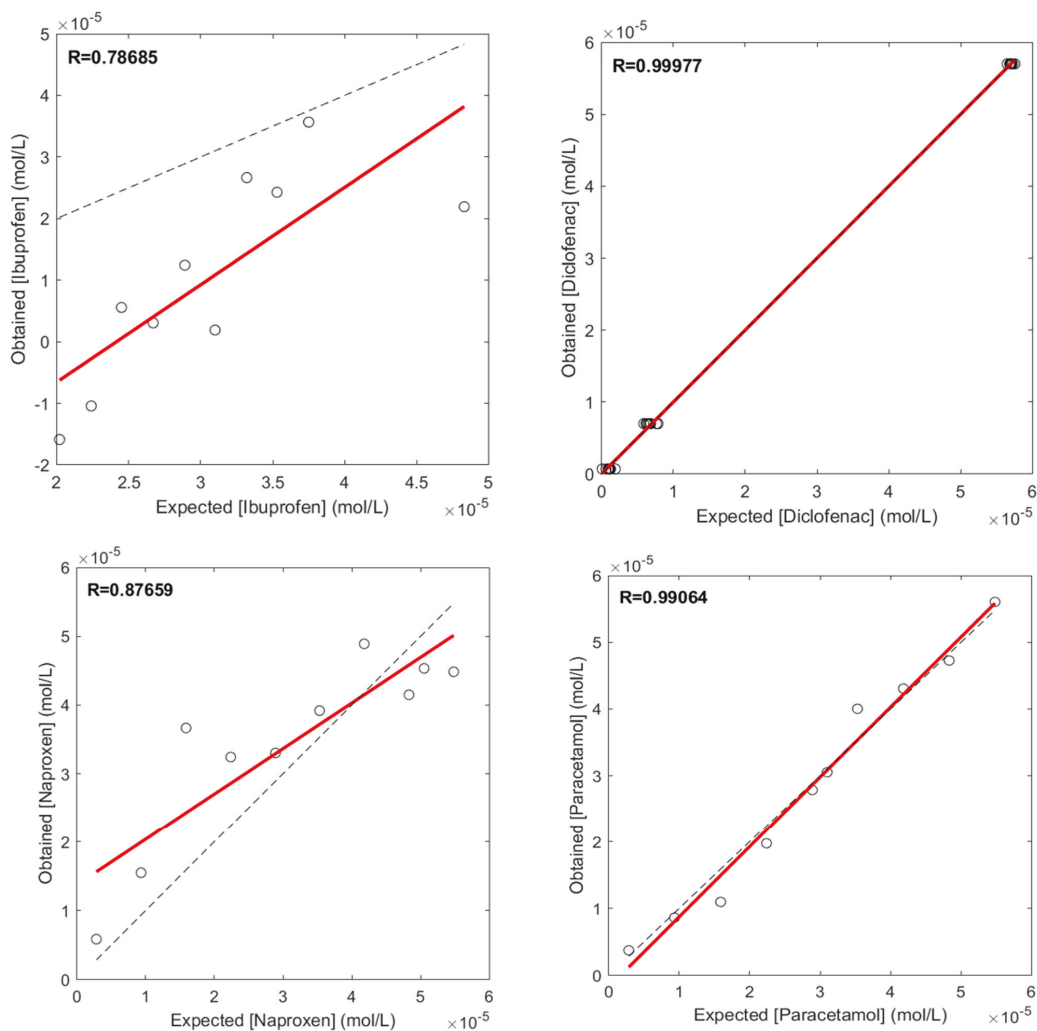 ×10⁻⁵
R=0.78685
5
4
3
2
1
0
-1
-2
Obtained [Ibuprofen] (mol/L)
2 2.5 3 3.5 4 4.5 5
Expected [Ibuprofen] (mol/L)
×10⁻⁵
×10⁻⁵
R=0.99977
6
5
4
3
2
1
0
Obtained [Diclofenac] (mol/L)
0 1 2 3 4 5 6
Expected [Diclofenac] (mol/L)
×10⁻⁵
×10⁻⁵
R=0.87659
6
5
4
3
2
1
0
Obtained [Naproxen] (mol/L)
0 1 2 3 4 5 6
Expected [Naproxen] (mol/L)
×10⁻⁵
×10⁻⁵
R=0.99064
6
5
4
3
2
1
0
Obtained [Paracetamol] (mol/L)
0 1 2 3 4 5 6
Expected [Paracetamol] (mol/L)
×10⁻⁵